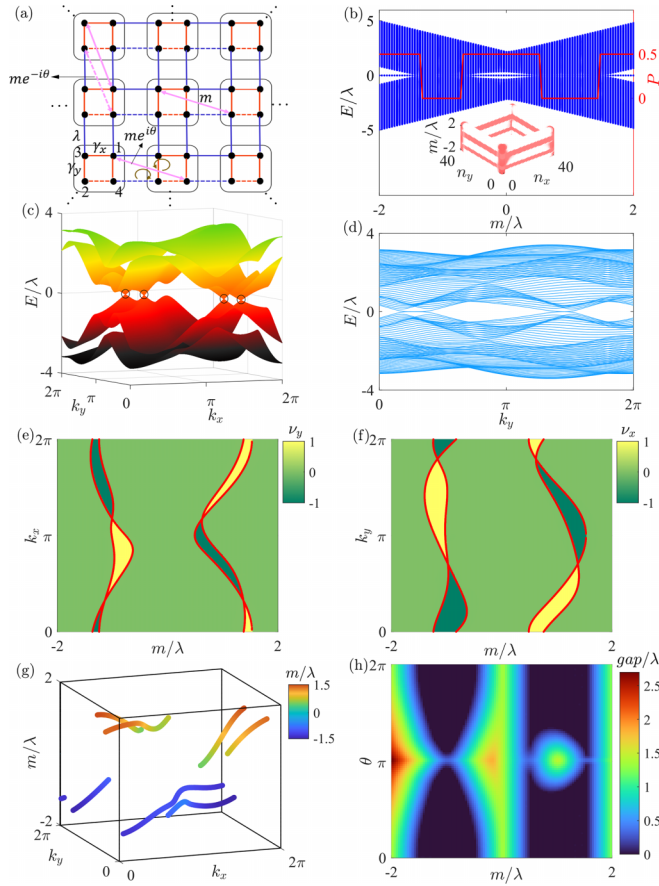 (a)
me^{-iθ}
λ
3
γ_x
1
γ_y
2
4
me^{iθ}
m
(b)
E/λ
5
0
-5
0.5
P
0
m/λ
2
-2
40
n_y
0
0
n_x
40
-2
0
2
m/λ
(c)
E/λ
4
0
-4
2π
k_y
π
0
π
k_x
2π
(d)
E/λ
4
0
-4
0
π
2π
k_y
(e)
ν_y
1
0
-1
2π
k_x
π
0
-2
m/λ
2
(f)
ν_x
1
0
-1
2π
k_y
π
0
-2
m/λ
2
(g)
m/λ
1.5
0
-1.5
2
m/λ
-2
2π
k_y
0
0
k_x
2π
(h)
gap/λ
2.5
2
1.5
1
0.5
0
2π
θ
π
0
-2
m/λ
2